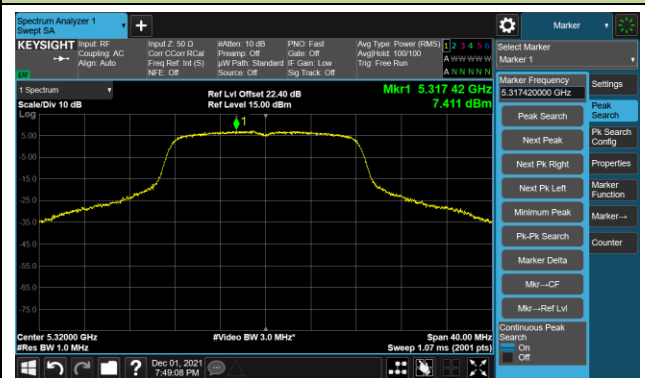 Spectrum Analyzer 1
Swept SA
Marker
KEYSIGHT
Input: RF
Coupling: AC
Align: Auto
Input Z: 50 Ω
Corr CCorr RCal
Freq Ref: Int (S)
NFE: Off
#Atten: 10 dB
Preamp: Off
µW Path: Standard
Source: Off
PNO: Fast
Gate: Off
IF Gain: Low
Sig Track: Off
Avg Type: Power (RMS)
Avg|Hold: 100/100
Trig: Free Run
1 2 3 4 5 6
A W W W W W
A N N N N N
Select Marker
Marker 1
1 Spectrum
Scale/Div 10 dB
Log
Ref Lvl Offset 22.40 dB
Ref Level 15.00 dBm
Mkr1 5.317 42 GHz
7.411 dBm
1
5.00
-5.00
-15.0
-25.0
-35.0
-45.0
-55.0
-65.0
-75.0
Center 5.32000 GHz
#Res BW 1.0 MHz
#Video BW 3.0 MHz*
Span 40.00 MHz
Sweep 1.07 ms (2001 pts)
Marker Frequency
5.317420000 GHz
Peak Search
Next Peak
Next Pk Right
Next Pk Left
Minimum Peak
Pk-Pk Search
Marker Delta
Mkr→CF
Mkr→Ref Lvl
Continuous Peak
Search
On
Off
Settings
Peak
Search
Pk Search
Config
Properties
Marker
Function
Marker→
Counter
Dec 01, 2021
7:49:08 PM